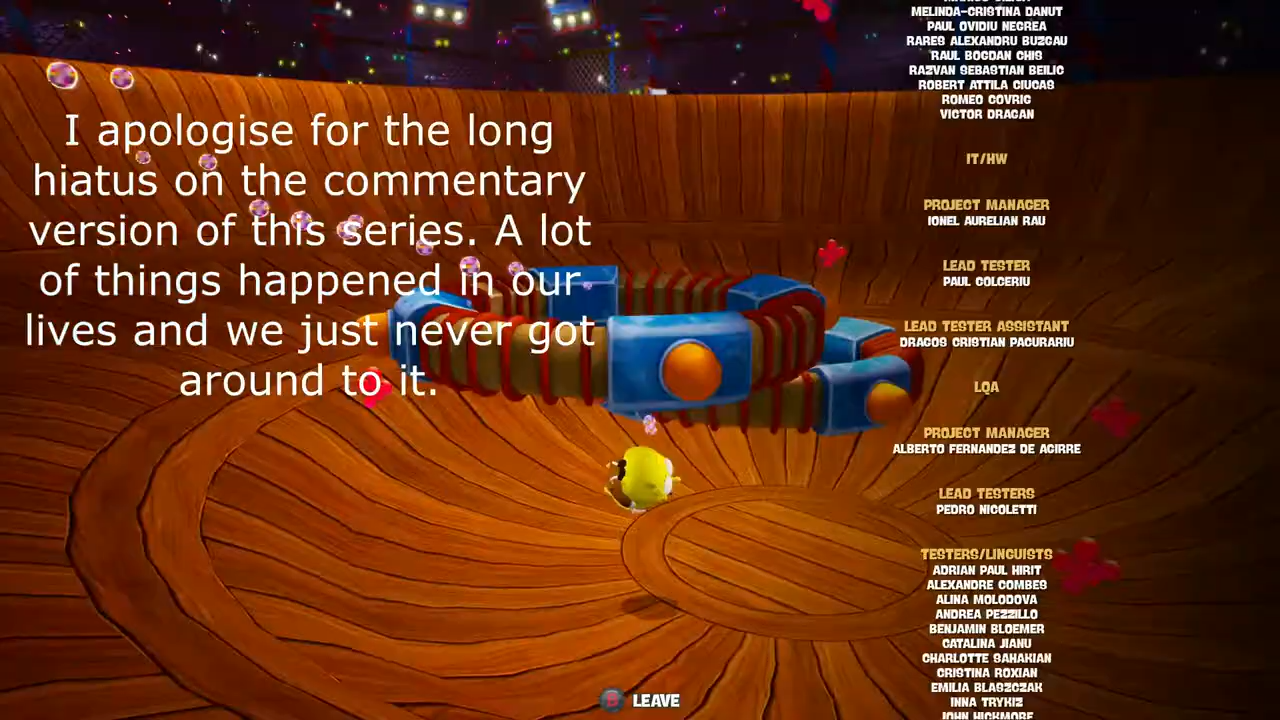 I apologise for the long
hiatus on the commentary
version of this series. A lot
of things happened in our
lives and we just never got
around to it.
MELINDA-CRISTINA DANUT
PAUL OVIDIU NEGREA
RARES ALEXANDRU BUZGAU
RAUL BOGDAN CHIS
RAZVAN SEBASTIAN BEILIC
ROBERT ATTILA CIUCAS
ROMEO COVRIG
VICTOR DRAGAN
IT/HW
PROJECT MANAGER
IONEL AURELIAN RAU
LEAD TESTER
PAUL COLCERIU
LEAD TESTER ASSISTANT
DRAGOS CRISTIAN PACURARIU
LQA
PROJECT MANAGER
ALBERTO FERNANDEZ DE AGIRRE
LEAD TESTERS
PEDRO NICOLETTI
TESTERS/LINGUISTS
ADRIAN PAUL HIRIT
ALEXANDRE COMBES
ALINA MOLODOVA
ANDREA PEZZILLO
BENJAMIN BLOEMER
CATALINA JIANU
CHARLOTTE SAHAKIAN
CRISTINA ROXIAN
EMILIA BLASZCZAK
INNA TRYKIZ
JOHN HICKMORE
B LEAVE